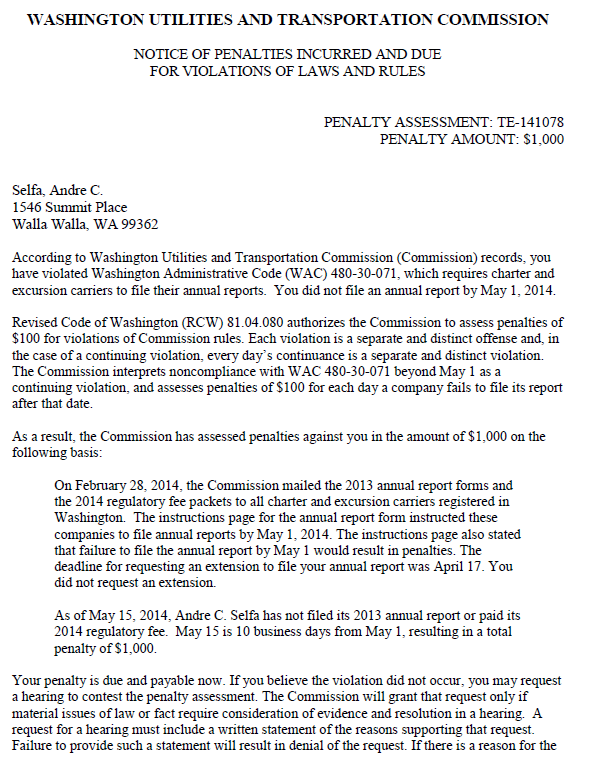 WASHINGTON UTILITIES AND TRANSPORTATION COMMISSION
NOTICE OF PENALTIES INCURRED AND DUE
FOR VIOLATIONS OF LAWS AND RULES
PENALTY ASSESSMENT: TE-141078
PENALTY AMOUNT: $1,000
Selfa, Andre C.
1546 Summit Place
Walla Walla, WA 99362
According to Washington Utilities and Transportation Commission (Commission) records, you
have violated Washington Administrative Code (WAC) 480-30-071, which requires charter and
excursion carriers to file their annual reports.  You did not file an annual report by May 1, 2014.
Revised Code of Washington (RCW) 81.04.080 authorizes the Commission to assess penalties of
$100 for violations of Commission rules. Each violation is a separate and distinct offense and, in
the case of a continuing violation, every day's continuance is a separate and distinct violation.
The Commission interprets noncompliance with WAC 480-30-071 beyond May 1 as a
continuing violation, and assesses penalties of $100 for each day a company fails to file its report
after that date.
As a result, the Commission has assessed penalties against you in the amount of $1,000 on the
following basis:
On February 28, 2014, the Commission mailed the 2013 annual report forms and
the 2014 regulatory fee packets to all charter and excursion carriers registered in
Washington.  The instructions page for the annual report form instructed these
companies to file annual reports by May 1, 2014. The instructions page also stated
that failure to file the annual report by May 1 would result in penalties. The
deadline for requesting an extension to file your annual report was April 17. You
did not request an extension.
As of May 15, 2014, Andre C. Selfa has not filed its 2013 annual report or paid its
2014 regulatory fee.  May 15 is 10 business days from May 1, resulting in a total
penalty of $1,000.
Your penalty is due and payable now. If you believe the violation did not occur, you may request
a hearing to contest the penalty assessment. The Commission will grant that request only if
material issues of law or fact require consideration of evidence and resolution in a hearing.  A
request for a hearing must include a written statement of the reasons supporting that request.
Failure to provide such a statement will result in denial of the request. If there is a reason for the